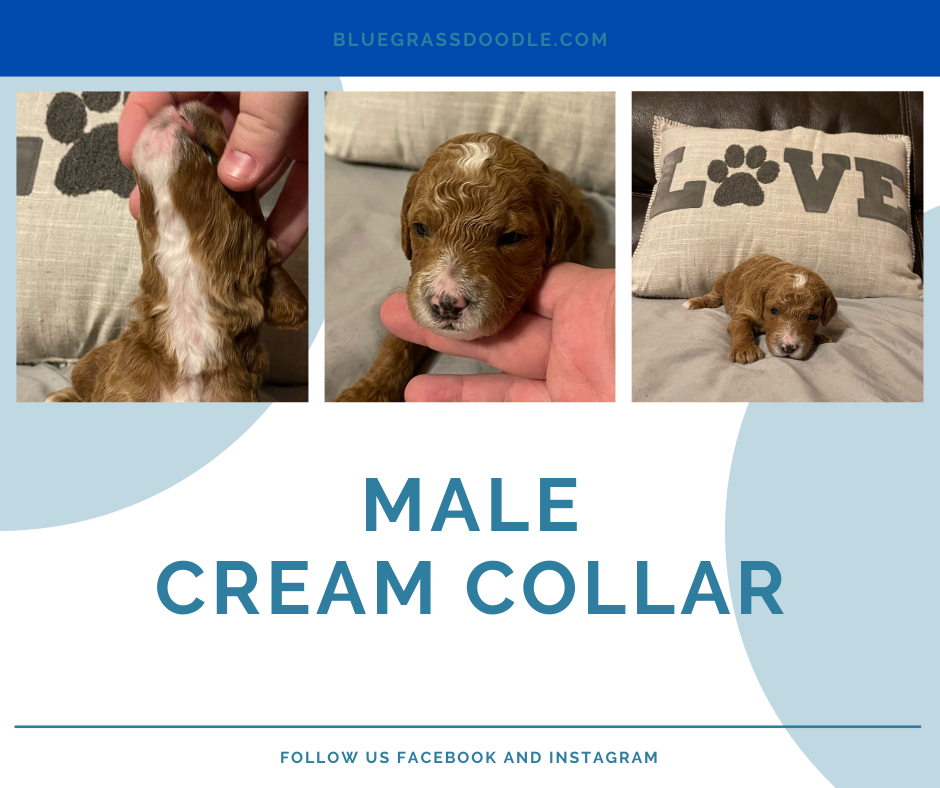 BLUEGRASSDOODLE.COM
LOVE
MALE
CREAM COLLAR
FOLLOW US FACEBOOK AND INSTAGRAM